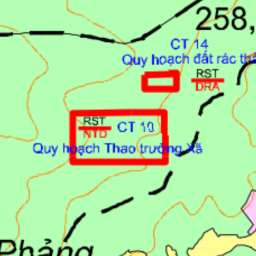 258,
CT 14
Quy hoạch đất rác th
RST
DRA
RST
NTD
CT 10
Quy hoạch Thao trường Xã
Phảng